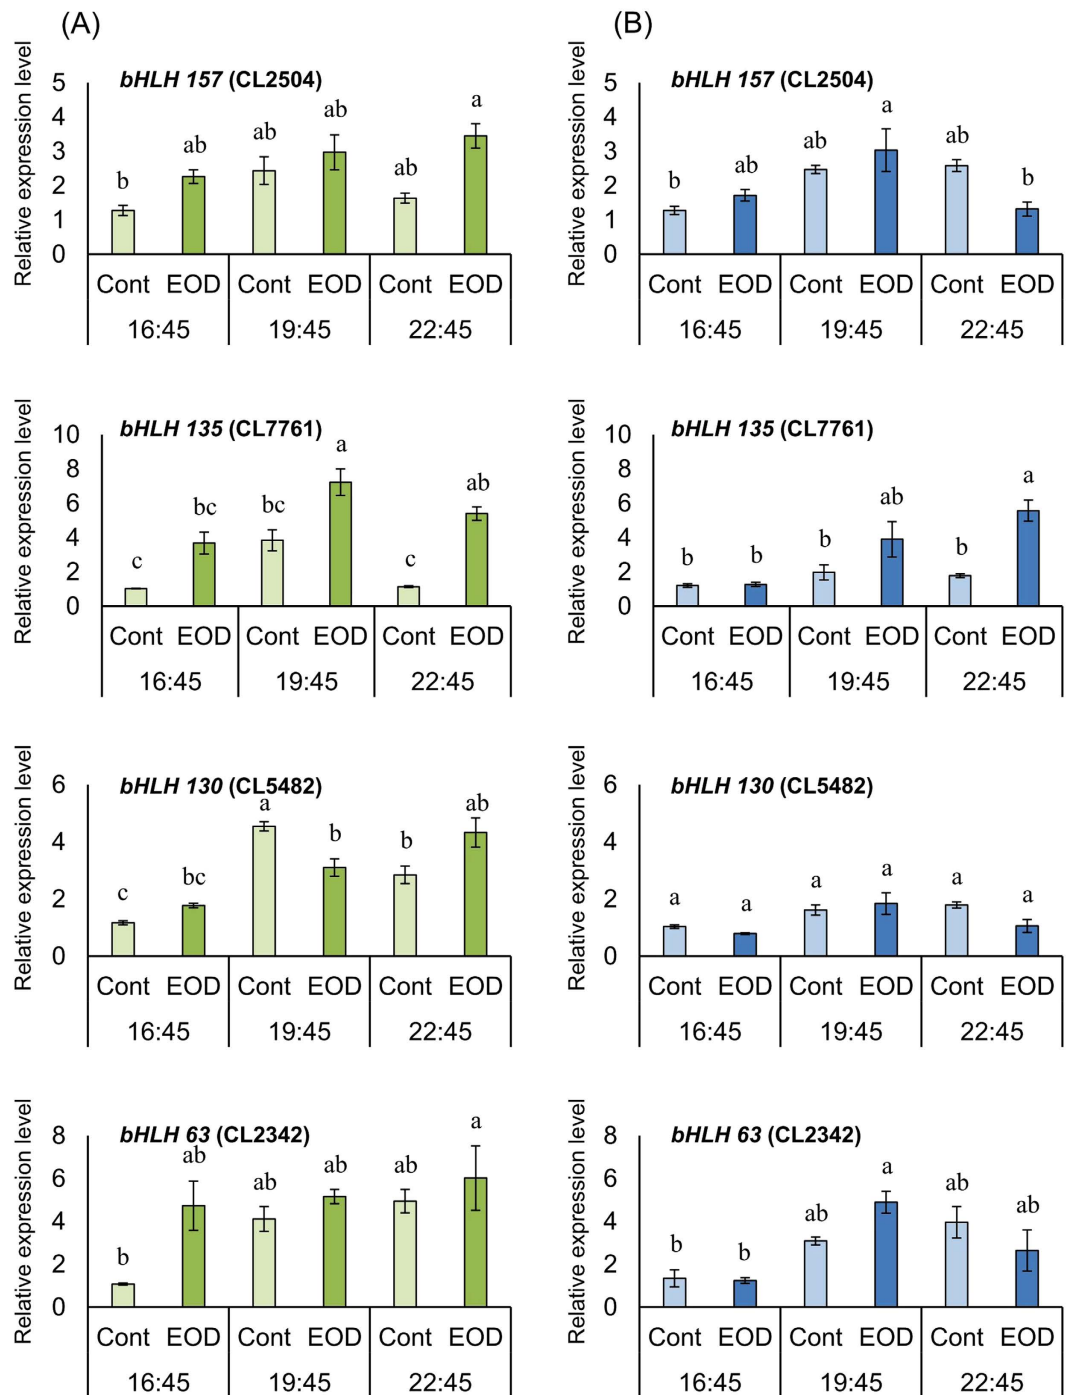 (A)
(B)
Relative expression level
bHLH 157 (CL2504)
5
4
3
2
1
0
b
ab
ab
ab
ab
a
Cont EOD Cont EOD Cont EOD
16:45 19:45 22:45
Relative expression level
bHLH 157 (CL2504)
5
4
3
2
1
0
b
ab
ab
a
ab
b
Cont EOD Cont EOD Cont EOD
16:45 19:45 22:45
Relative expression level
bHLH 135 (CL7761)
10
8
6
4
2
0
c
bc
bc
a
c
ab
Cont EOD Cont EOD Cont EOD
16:45 19:45 22:45
Relative expression level
bHLH 135 (CL7761)
10
8
6
4
2
0
b
b
b
ab
b
a
Cont EOD Cont EOD Cont EOD
16:45 19:45 22:45
Relative expression level
bHLH 130 (CL5482)
6
4
2
0
c
bc
a
b
b
ab
Cont EOD Cont EOD Cont EOD
16:45 19:45 22:45
Relative expression level
bHLH 130 (CL5482)
6
4
2
0
a
a
a
a
a
a
Cont EOD Cont EOD Cont EOD
16:45 19:45 22:45
Relative expression level
bHLH 63 (CL2342)
8
6
4
2
0
b
ab
ab
ab
ab
a
Cont EOD Cont EOD Cont EOD
16:45 19:45 22:45
Relative expression level
bHLH 63 (CL2342)
8
6
4
2
0
b
b
ab
a
ab
ab
Cont EOD Cont EOD Cont EOD
16:45 19:45 22:45